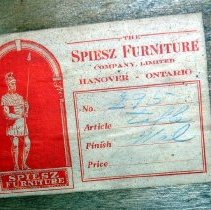 THE
SPIESZ FURNITURE
COMPANY, LIMITED
HANOVER - ONTARIO
No.
Article
Finish
Price
SPIESZ
FURNITURE